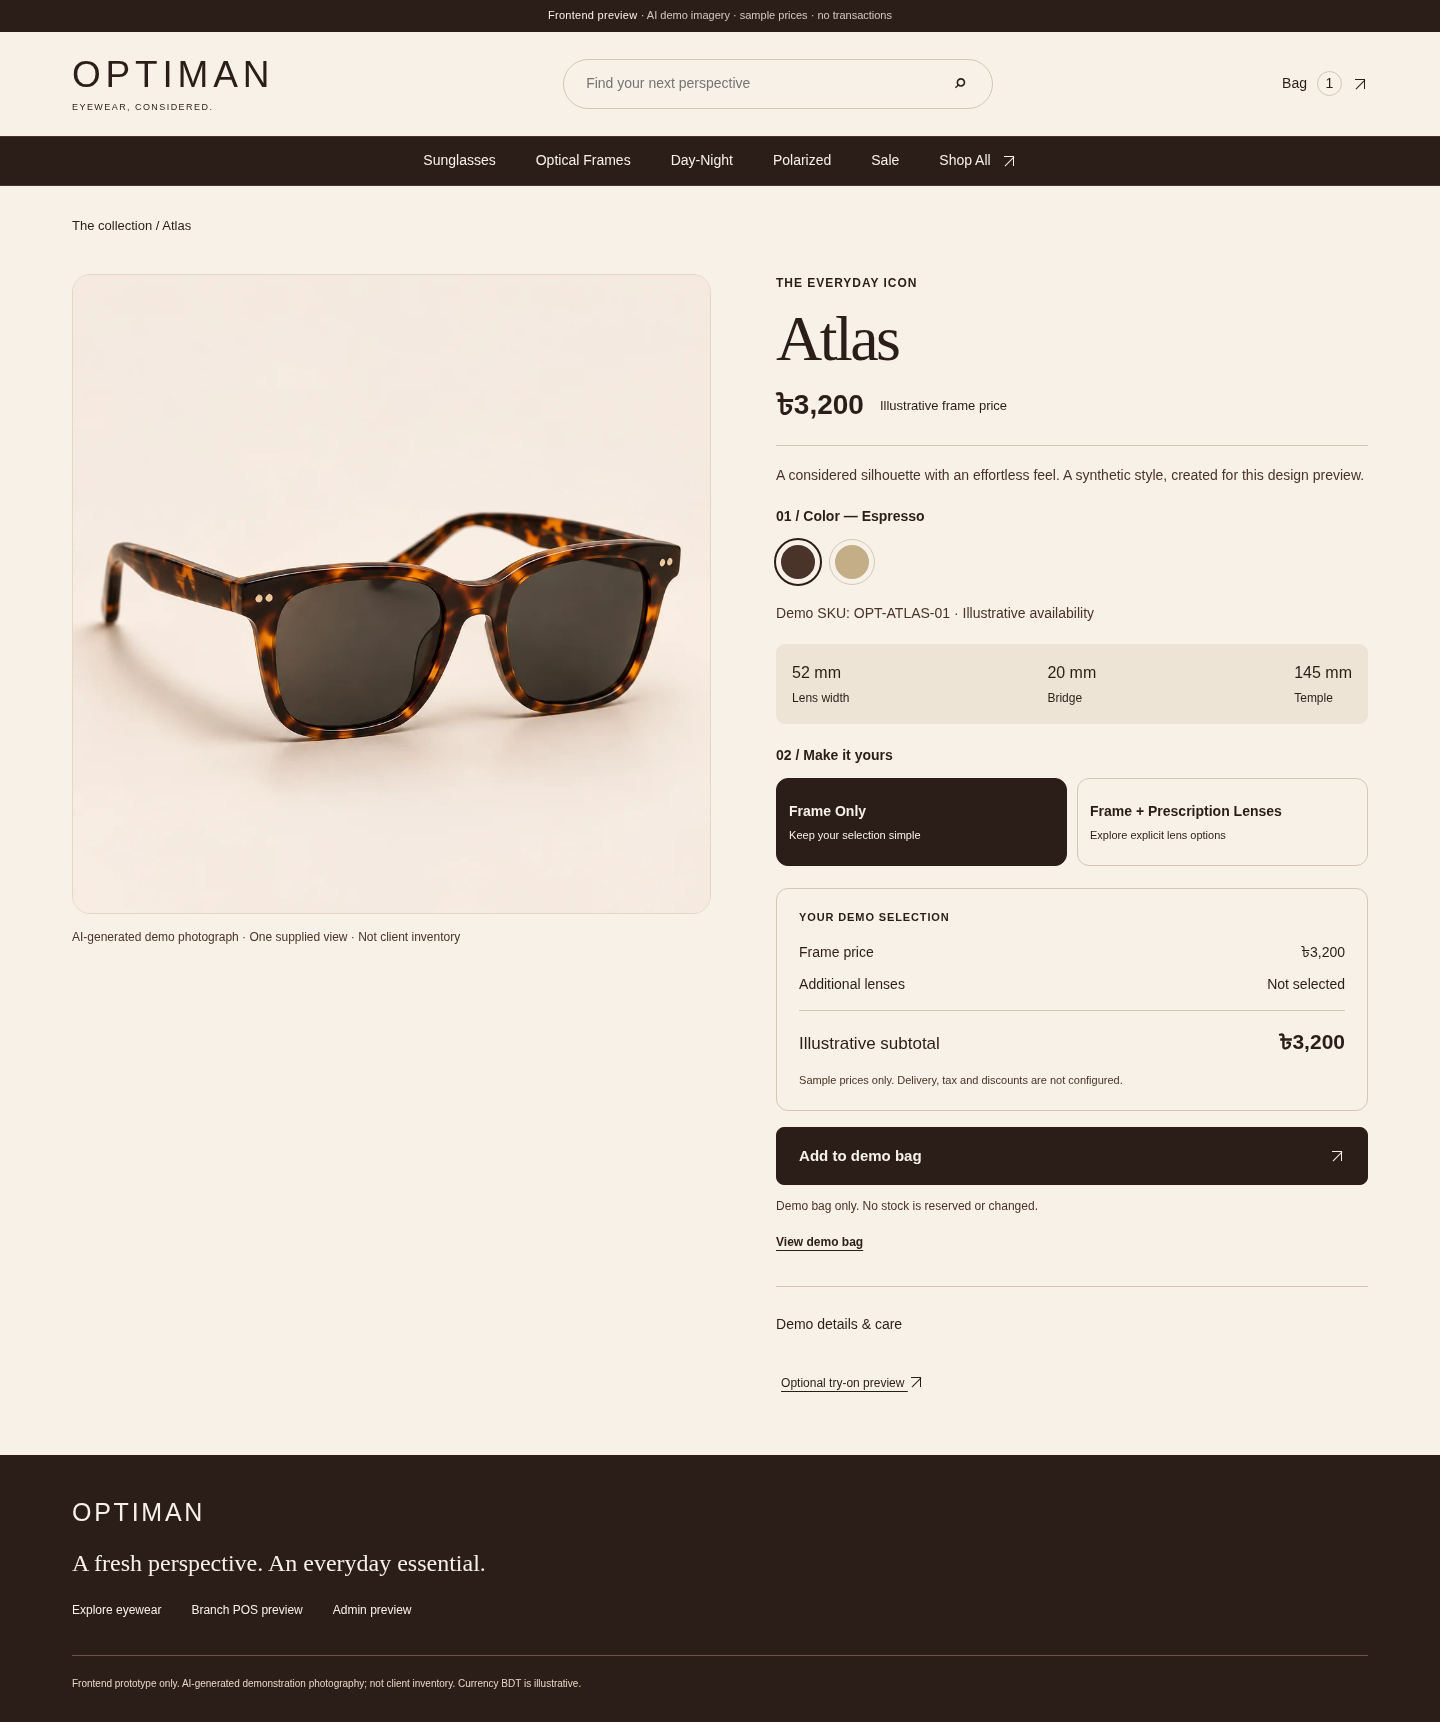 Frontend preview · AI demo imagery · sample prices · no transactions
OPTIMAN
EYEWEAR, CONSIDERED.
Find your next perspective
Bag 1
Sunglasses Optical Frames Day-Night Polarized Sale Shop All
The collection / Atlas
THE EVERYDAY ICON
Atlas
৳3,200 Illustrative frame price
A considered silhouette with an effortless feel. A synthetic style, created for this design preview.
01 / Color — Espresso
Demo SKU: OPT-ATLAS-01 · Illustrative availability
52 mm 20 mm 145 mm
Lens width Bridge Temple
02 / Make it yours
Frame Only Frame + Prescription Lenses
Keep your selection simple Explore explicit lens options
YOUR DEMO SELECTION
Frame price ৳3,200
Additional lenses Not selected
Illustrative subtotal ৳3,200
Sample prices only. Delivery, tax and discounts are not configured.
Add to demo bag
Demo bag only. No stock is reserved or changed.
View demo bag
Demo details & care
Optional try-on preview
AI-generated demo photograph · One supplied view · Not client inventory
OPTIMAN
A fresh perspective. An everyday essential.
Explore eyewear Branch POS preview Admin preview
Frontend prototype only. AI-generated demonstration photography; not client inventory. Currency BDT is illustrative.